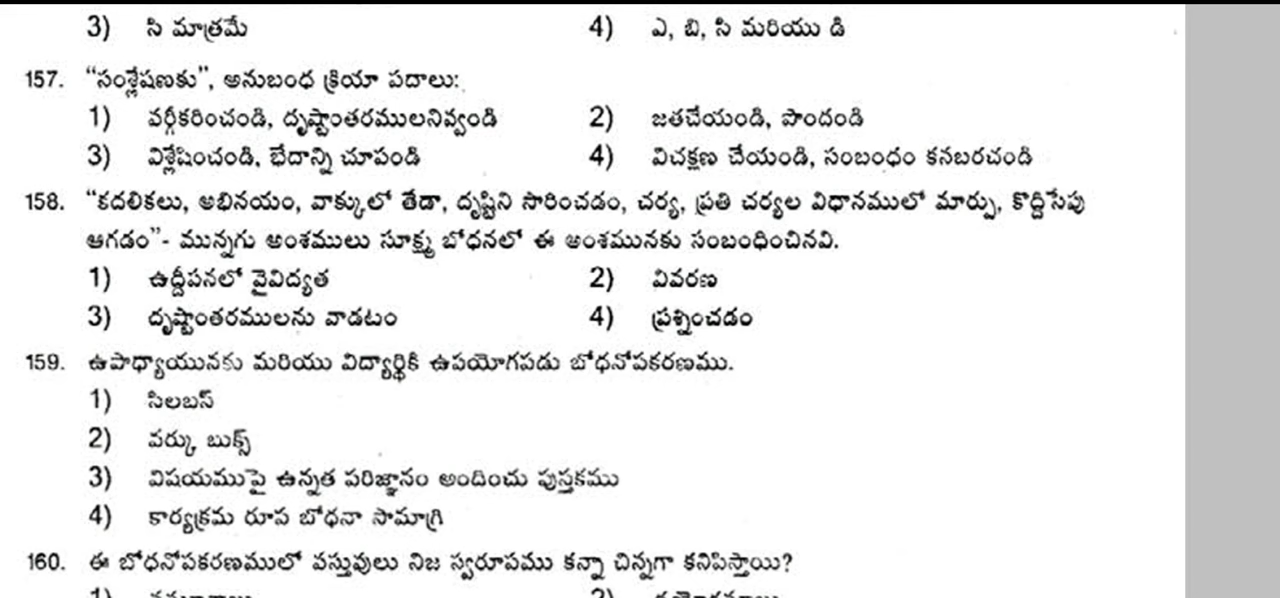 3) సి మాత్రమే 4) ఎ, బి, సి మరియు డి
157. “సంశ్లేషణకు”, అనుబంధ క్రియా పదాలు:
1) వర్గీకరించండి, దృష్టాంతరములనివ్వండి 2) జతచేయండి, పొందండి
3) విశ్లేషించండి, భేదాన్ని చూపండి 4) విచక్షణ చేయండి, సంబంధం కనబరచండి
158. “కదలికలు, అభినయం, వాక్కులో తేడా, దృష్టిని సారించడం, చర్య, ప్రతి చర్యల విధానములో మార్పు, కొద్దిసేపు
ఆగడం”- మున్నగు అంశములు సూక్ష్మ బోధనలో ఈ అంశమునకు సంబంధించినవి.
1) ఉద్దీపనలో వైవిద్యత 2) వివరణ
3) దృష్టాంతరములను వాడటం 4) ప్రశ్నించడం
159. ఉపాధ్యాయునకు మరియు విద్యార్థికి ఉపయోగపడు బోధనోపకరణము.
1) సిలబస్
2) వర్కు బుక్స్
3) విషయముపై ఉన్నత పరిజ్ఞానం అందించు పుస్తకము
4) కార్యక్రమ రూప బోధనా సామాగ్రి
160. ఈ బోధనోపకరణములో వస్తువులు నిజ స్వరూపము కన్నా చిన్నగా కనిపిస్తాయి?
1) 2)